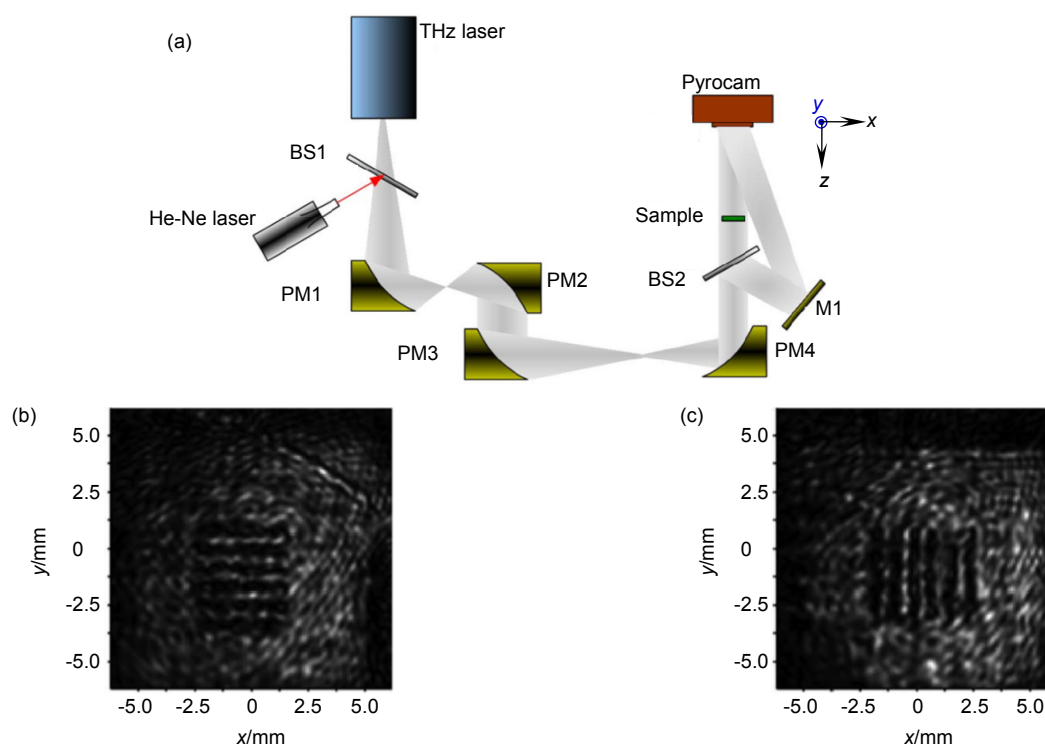 (a)
THz laser
BS1
He-Ne laser
PM1
PM2
PM3
PM4
Pyrocam
y
x
z
Sample
BS2
M1
(b)
5.0
2.5
0
-2.5
-5.0
y/mm
-5.0 -2.5 0 2.5 5.0
x/mm
(c)
5.0
2.5
0
-2.5
-5.0
y/mm
-5.0 -2.5 0 2.5 5.0
x/mm